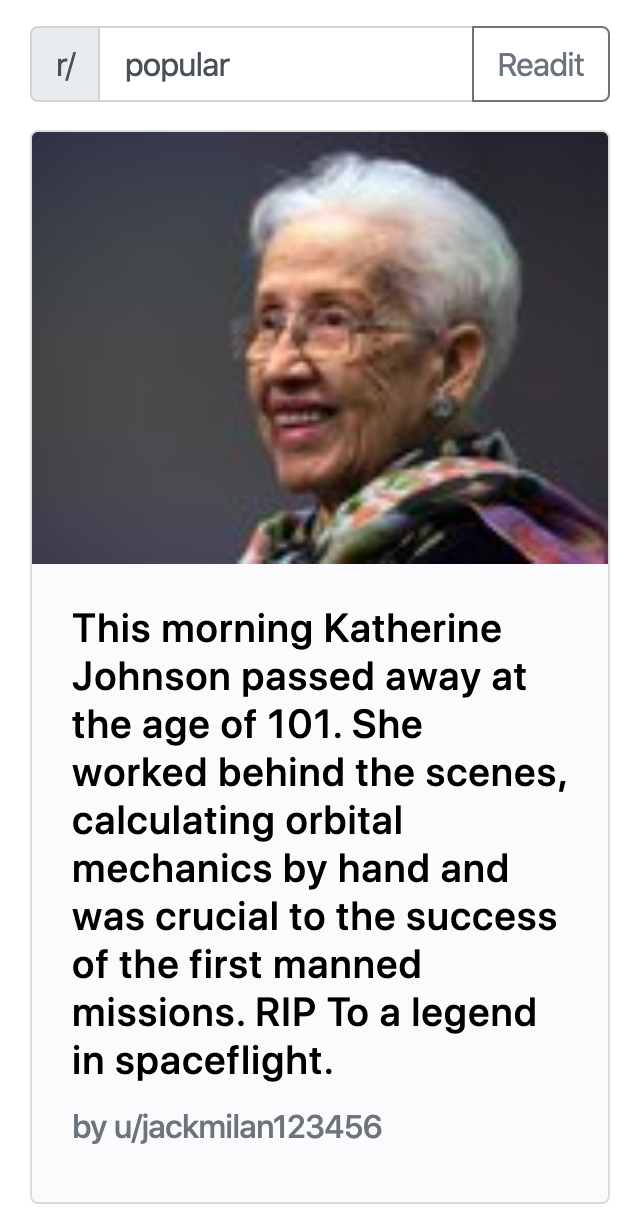 r/ popular Readit
This morning Katherine
Johnson passed away at
the age of 101. She
worked behind the scenes,
calculating orbital
mechanics by hand and
was crucial to the success
of the first manned
missions. RIP To a legend
in spaceflight.
by u/jackmilan123456